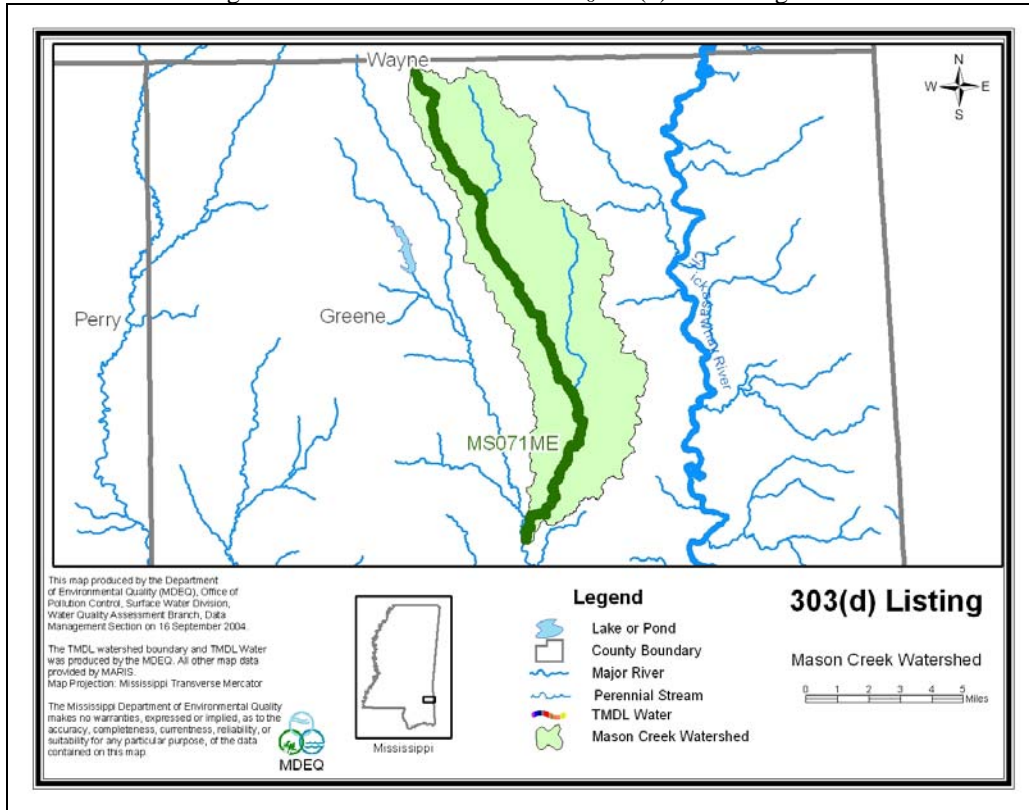 Wayne
N
W E
S
Perry
Greene
Chickasawhay River
MS071ME
This map produced by the Department
of Environmental Quality (MDEQ), Office of
Pollution Control, Surface Water Division,
Water Quality Assessment Branch, Data
Management Section on 16 September 2004.
The TMDL watershed boundary and TMDL Water
was produced by the MDEQ. All other map data
provided by MARIS.
Map Projection: Mississippi Transverse Mercator
The Mississippi Department of Environmental Quality
makes no warranties, expressed or implied, as to the
accuracy, completeness, currentness, reliability, or
suitability for any particular purpose, of the data
contained on this map.
MDEQ
Mississippi
Legend
Lake or Pond
County Boundary
Major River
Perennial Stream
TMDL Water
Mason Creek Watershed
303(d) Listing
Mason Creek Watershed
0 1 2 3 4 5
Miles